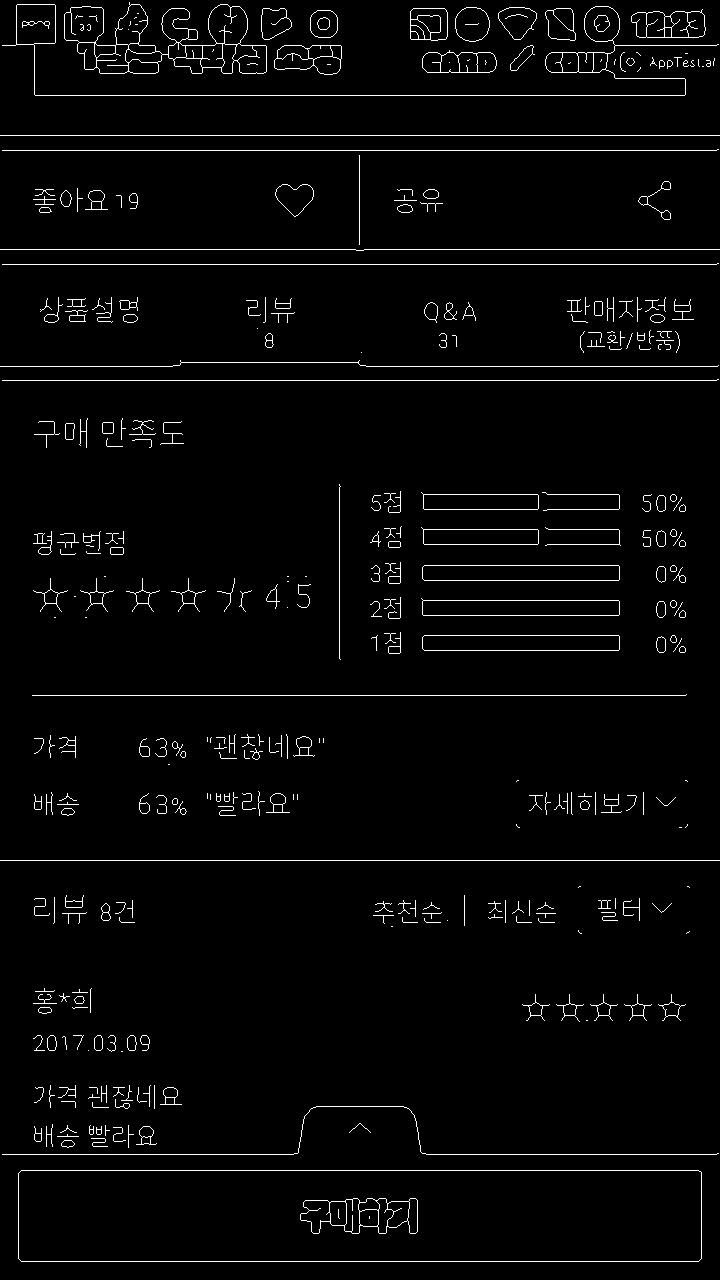 12:23
CARD / COUP
AppTest.ai
좋아요 19 공유
상품설명 리뷰 Q&A 판매자정보
8 31 (교환/반품)
구매 만족도
5점 50%
평균변점 4점 50%
3점 0%
4.5
2점 0%
1점 0%
가격 63% "괜찮네요"
배송 63% "빨라요" 자세히보기
리뷰 8건 추천순 | 최신순 필터
홍*희
2017.03.09
가격 괜찮네요
배송 빨라요
구매하기